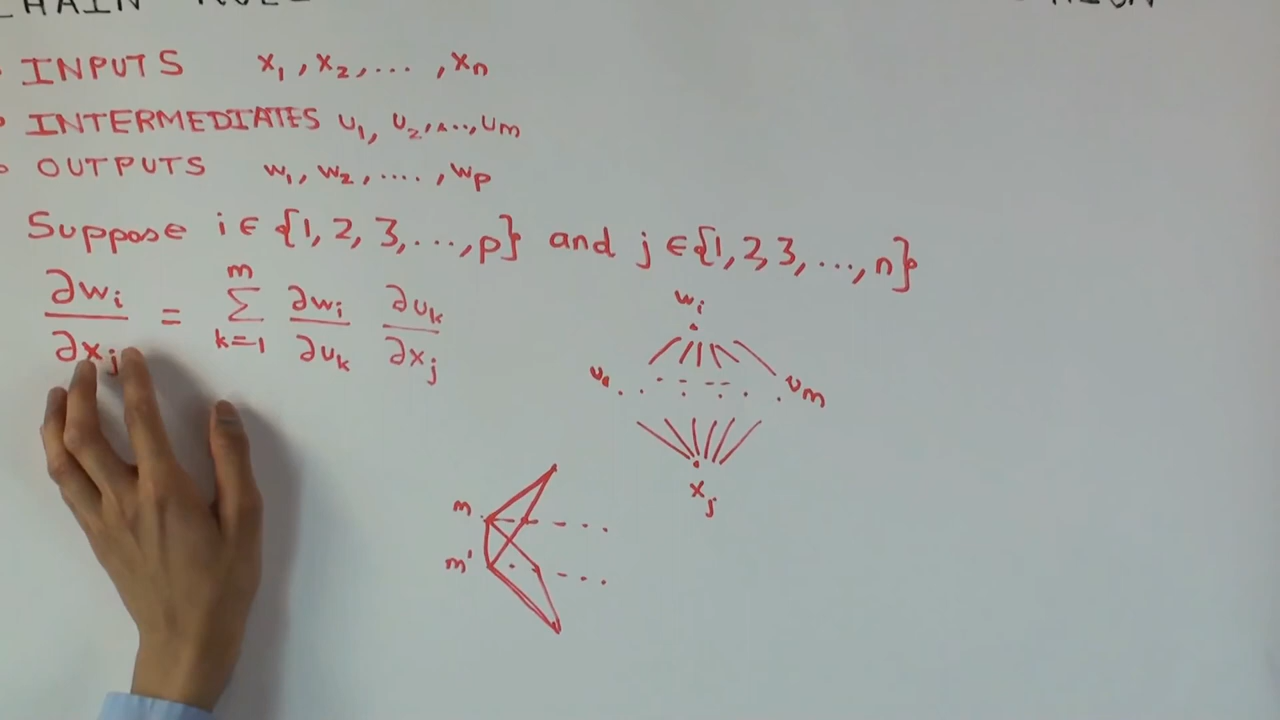 CHAIN
• INPUTS x₁, x₂, ... , xₙ
• INTERMEDIATES u₁, u₂, ..., uₘ
• OUTPUTS w₁, w₂, ...., wₚ
Suppose i ∈ {1, 2, 3, ..., p} and j ∈ {1, 2, 3, ..., n}
∂wᵢ/∂xⱼ = ∑_{k=1}^{m} ∂wᵢ/∂uₖ ∂uₖ/∂xⱼ
wᵢ
u₁ uₘ
xⱼ
m
m'